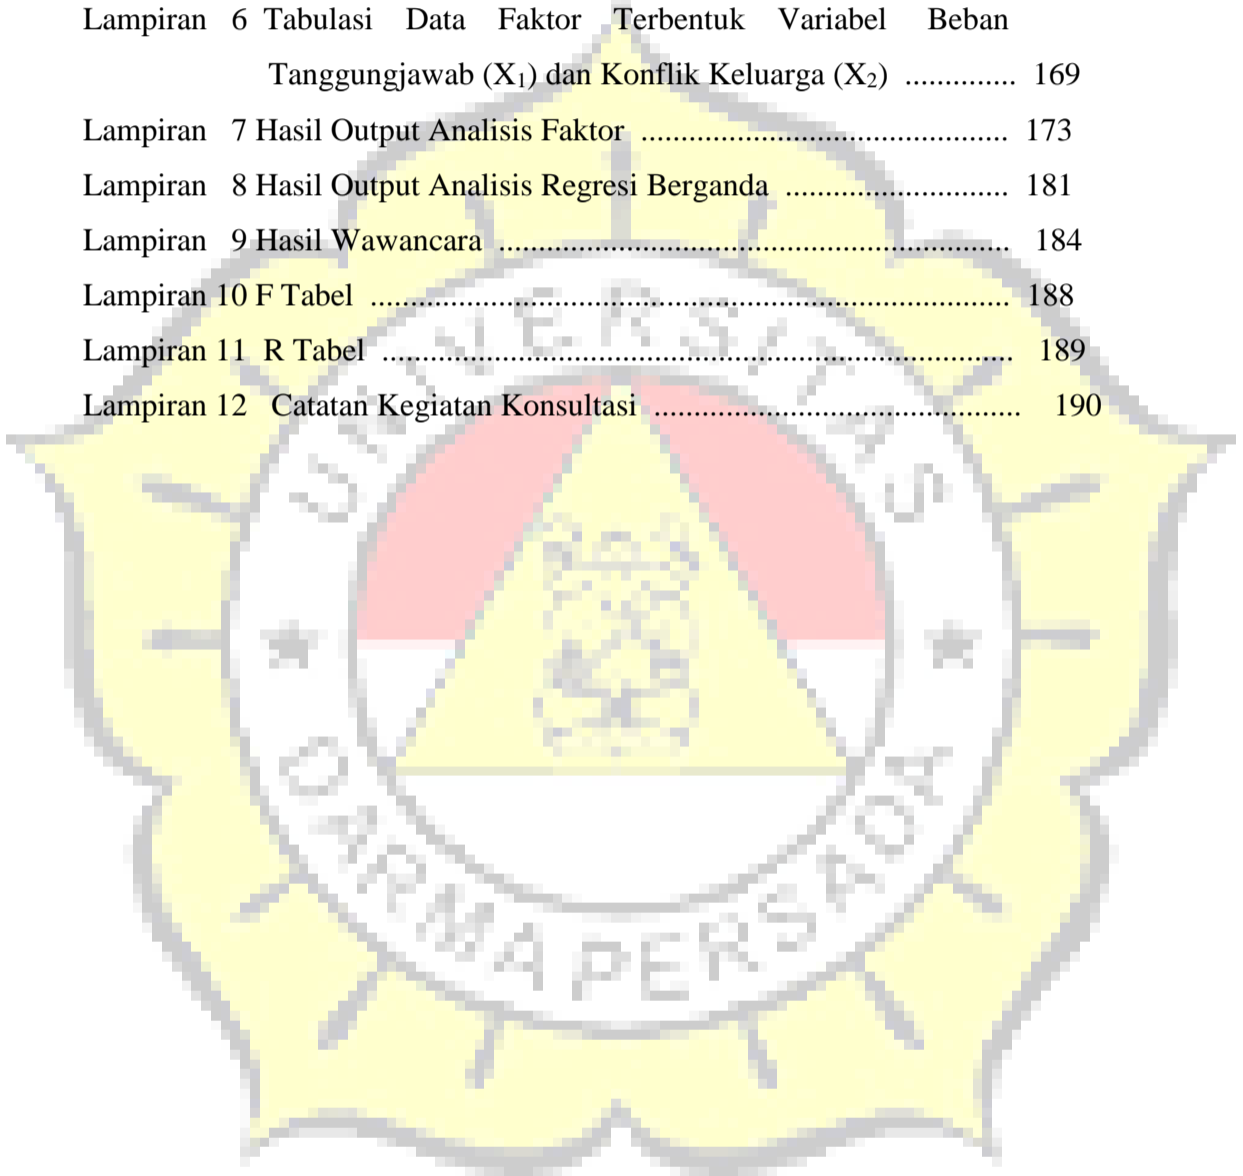 Lampiran 6 Tabulasi Data Faktor Terbentuk Variabel Beban
Tanggungjawab (X₁) dan Konflik Keluarga (X₂) .............. 169
Lampiran 7 Hasil Output Analisis Faktor ............................................... 173
Lampiran 8 Hasil Output Analisis Regresi Berganda ............................. 181
Lampiran 9 Hasil Wawancara .................................................................. 184
Lampiran 10 F Tabel .................................................................................. 188
Lampiran 11 R Tabel ................................................................................. 189
Lampiran 12 Catatan Kegiatan Konsultasi ............................................... 190
UNIVERSITAS
DARMA PERSADA